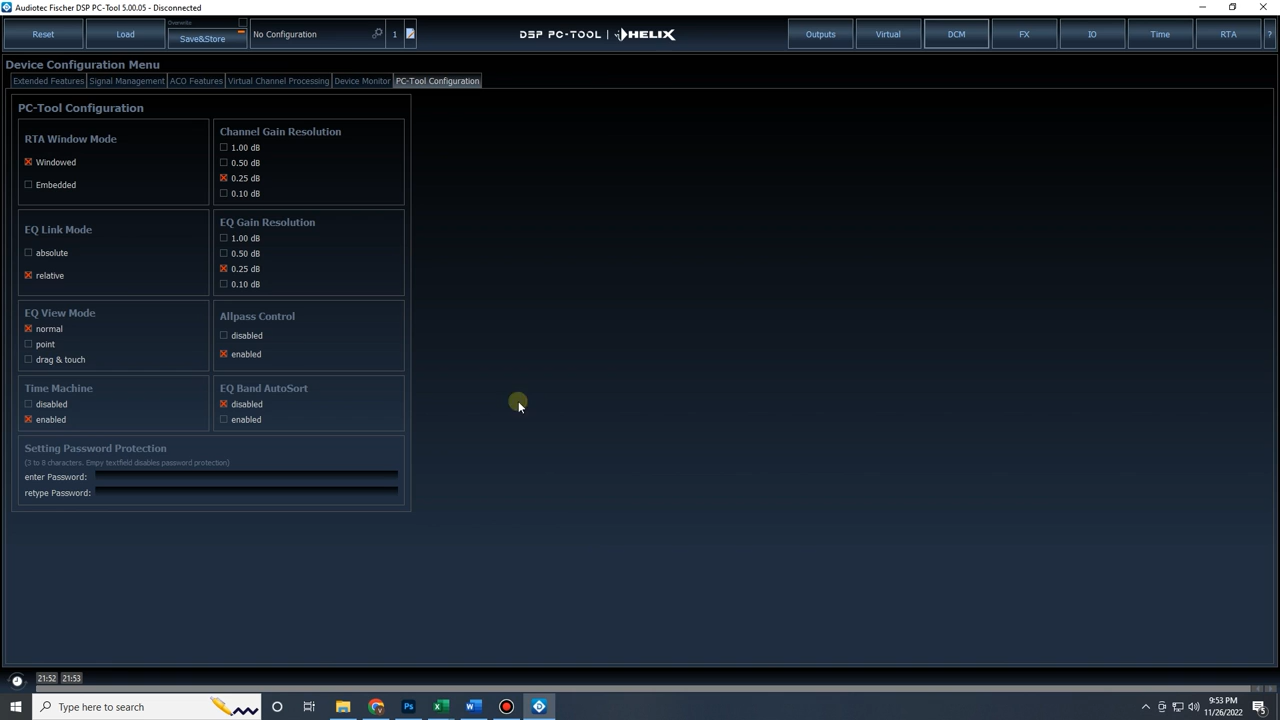 Audiotec Fischer DSP PC-Tool 5.00.05 - Disconnected
Reset
Load
Overwrite
Save&Store
No Configuration
1
DSP PC-TOOL | HELIX
Outputs
Virtual
DCM
FX
IO
Time
RTA
?
Device Configuration Menu
Extended Features
Signal Management
ACO Features
Virtual Channel Processing
Device Monitor
PC-Tool Configuration
PC-Tool Configuration
RTA Window Mode
Windowed
Embedded
Channel Gain Resolution
1.00 dB
0.50 dB
0.25 dB
0.10 dB
EQ Link Mode
absolute
relative
EQ Gain Resolution
1.00 dB
0.50 dB
0.25 dB
0.10 dB
EQ View Mode
normal
point
drag & touch
Allpass Control
disabled
enabled
Time Machine
disabled
enabled
EQ Band AutoSort
disabled
enabled
Setting Password Protection
(3 to 8 characters. Empy textfield disables password protection)
enter Password:
retype Password:
21:52
21:53
Type here to search
9:53 PM
11/26/2022
5